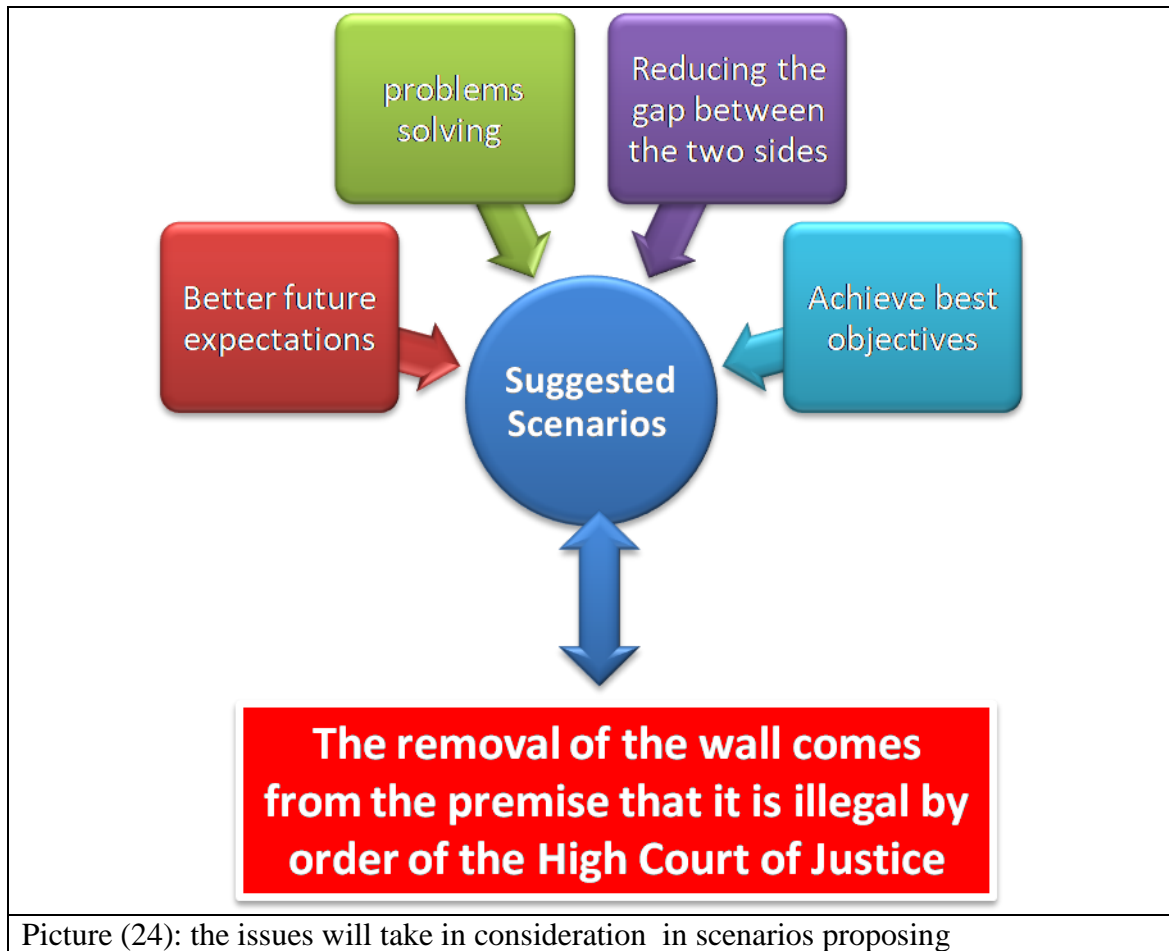 problems
solving
Reducing the
gap between
the two sides
Better future
expectations
Achieve best
objectives
Suggested
Scenarios
The removal of the wall comes
from the premise that it is illegal by
order of the High Court of Justice
Picture (24): the issues will take in consideration  in scenarios proposing